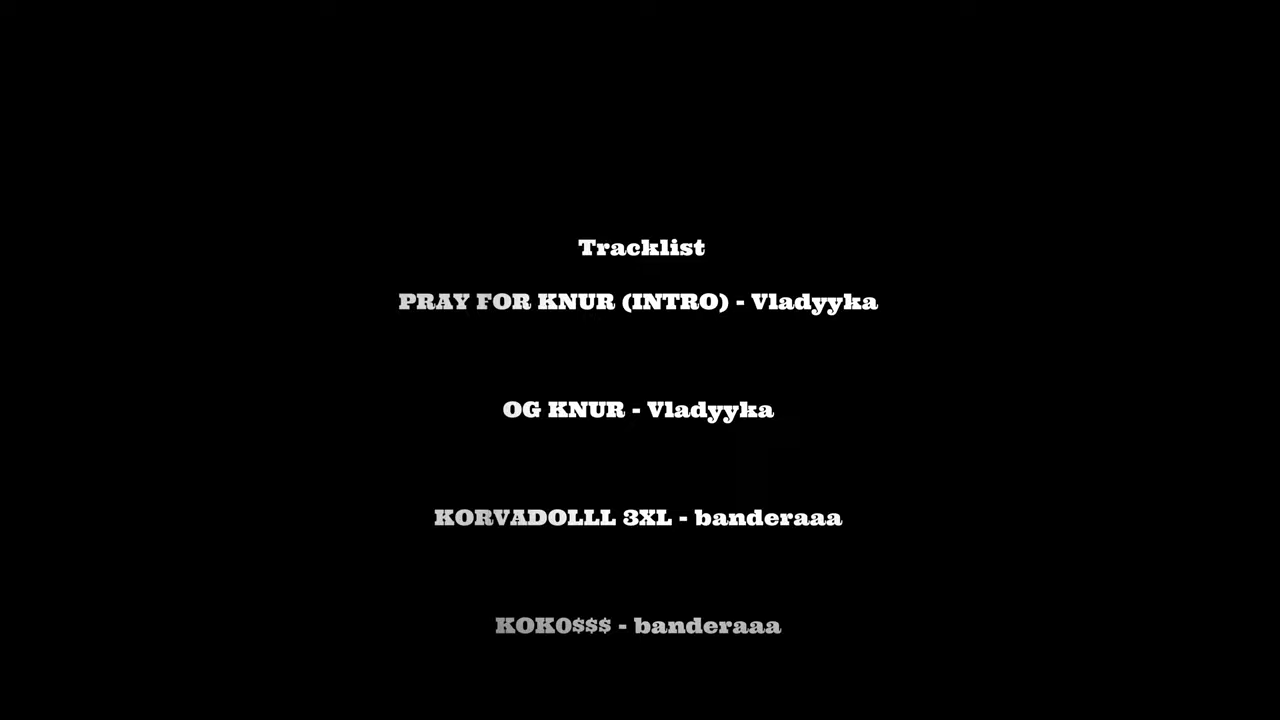 Tracklist
PRAY FOR KNUR (INTRO) - Vladyyka
OG KNUR - Vladyyka
KORVADOLLL 3XL - banderaaa
KOKO$$$ - banderaaa